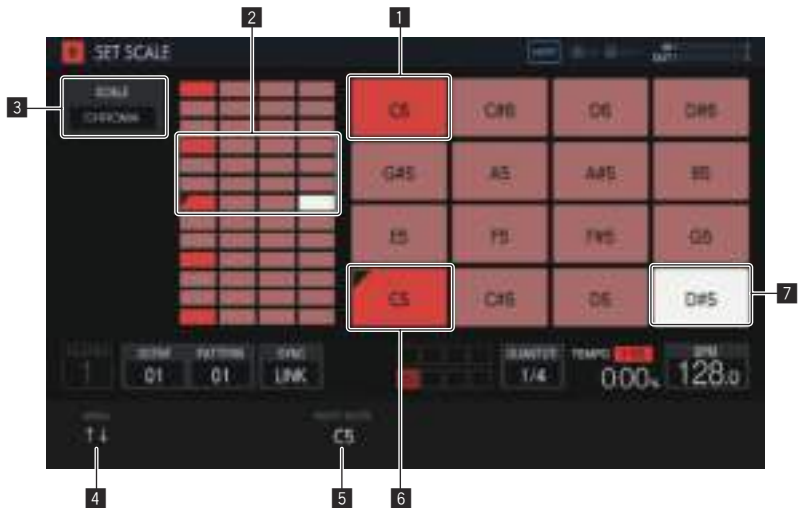 2 1
SET SCALE
3
SCALE
CHROMA
C6 C#6 D6 D#6
G#5 A5 A#5 B5
E5 F5 F#5 G5
C5 C#5 D5 D#5
7
PATTERN SYNC
1 01 01 LINK
QUANTIZE TEMPO BPM
1/4 0.00% 128.0
↑↓ C5
4 5 6